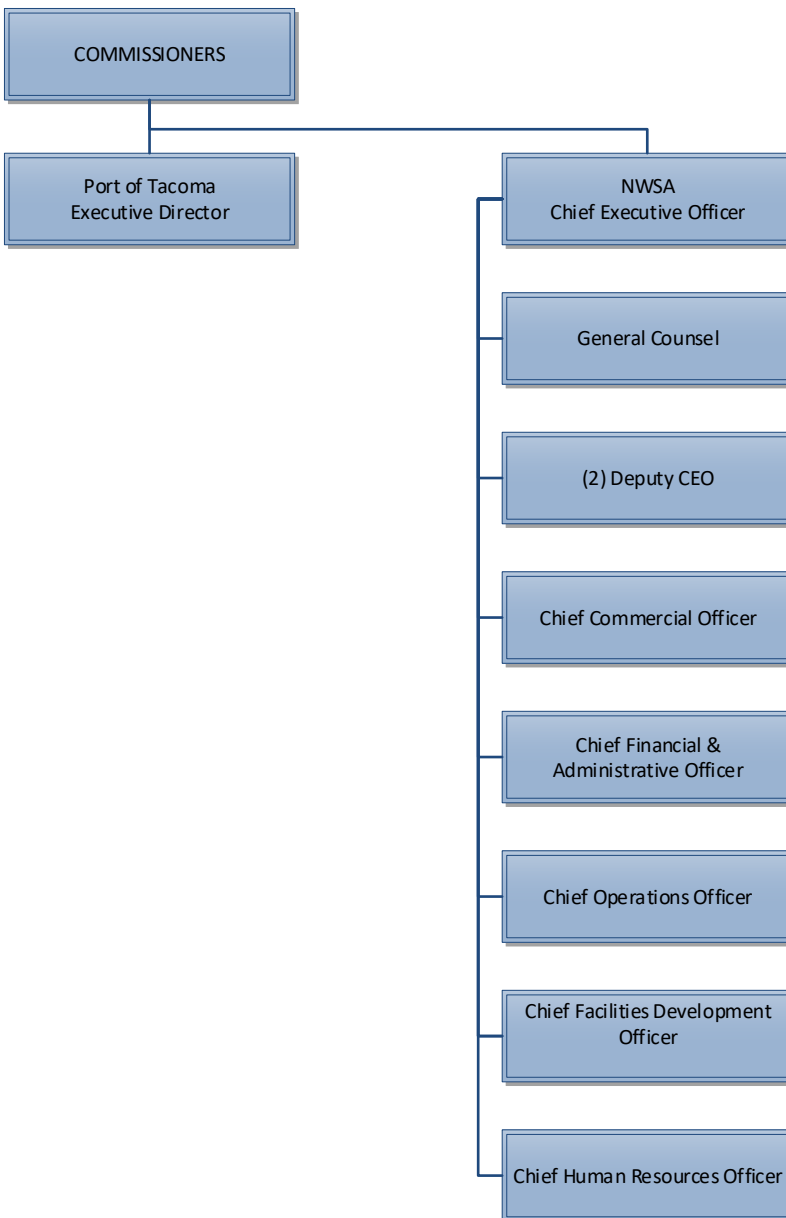 COMMISSIONERS
Port of Tacoma
Executive Director
NWSA
Chief Executive Officer
General Counsel
(2) Deputy CEO
Chief Commercial Officer
Chief Financial &
Administrative Officer
Chief Operations Officer
Chief Facilities Development
Officer
Chief Human Resources Officer